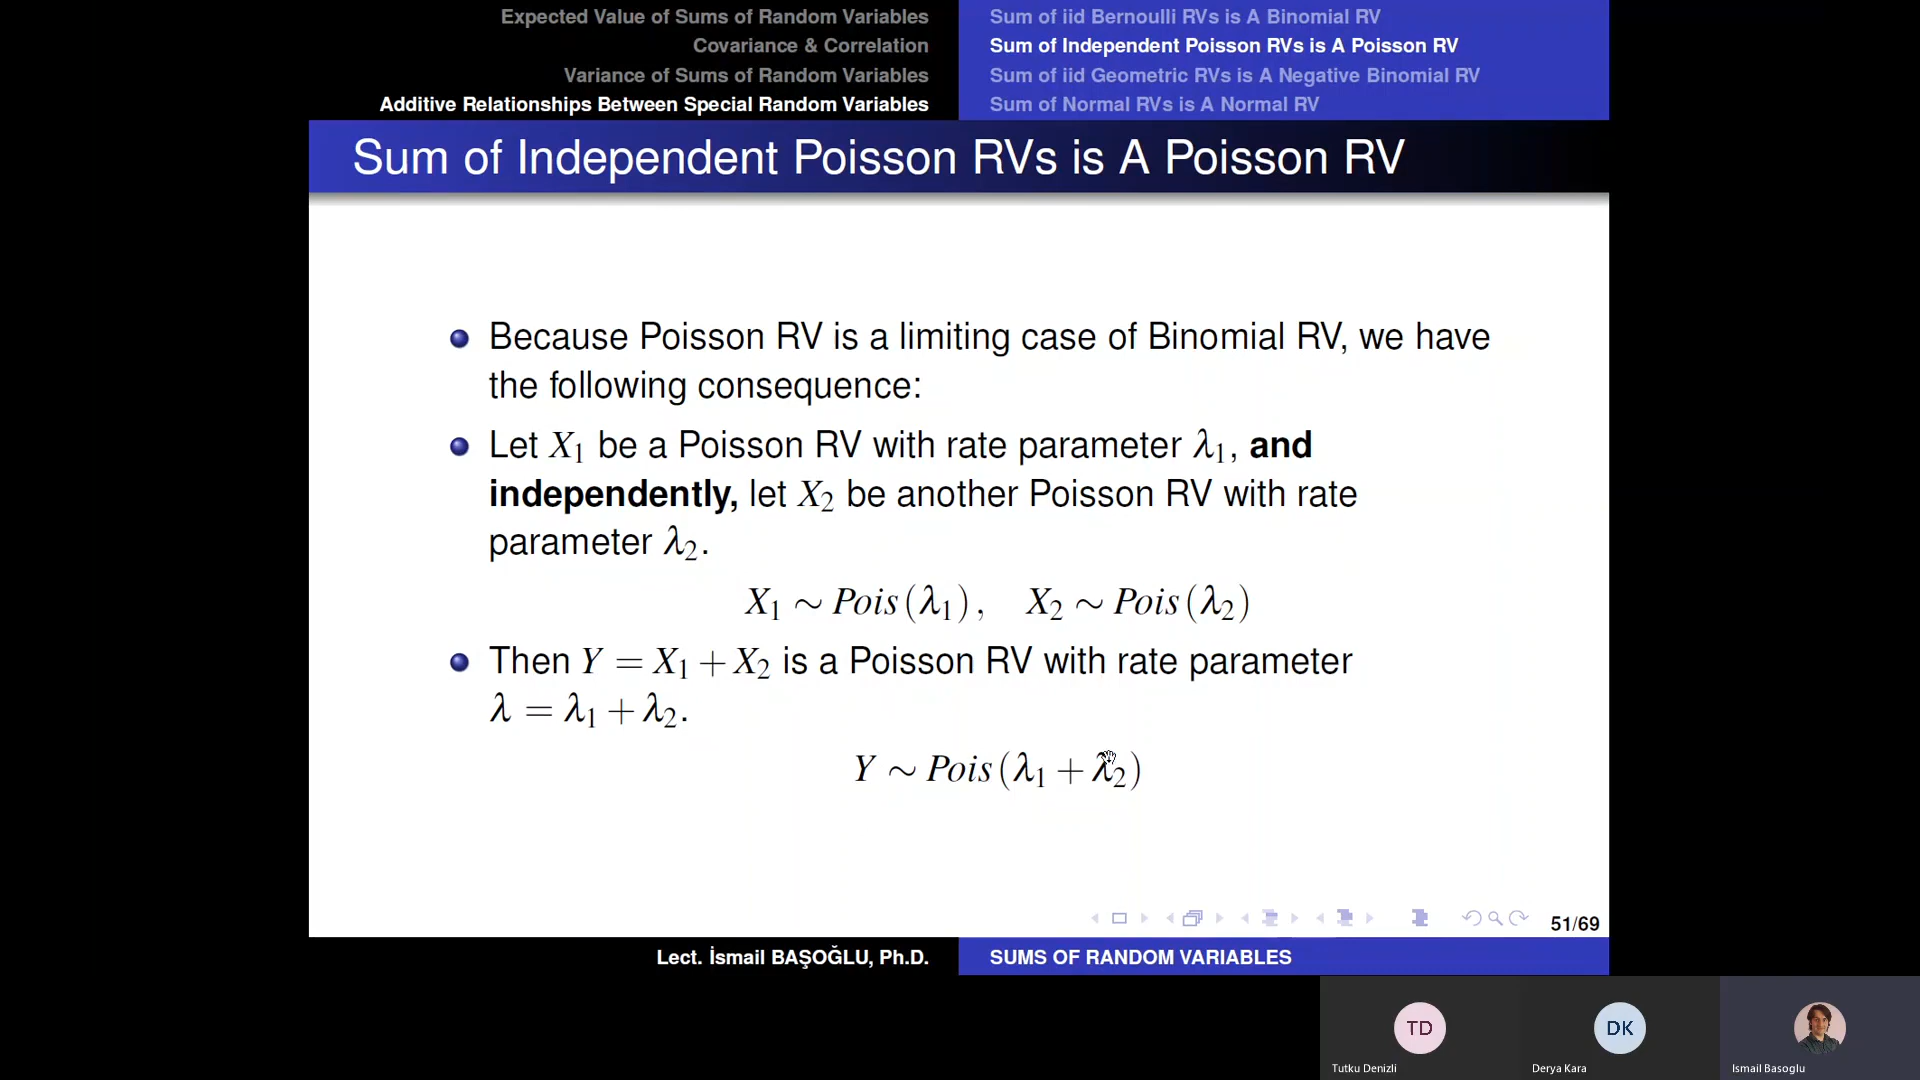 Expected Value of Sums of Random Variables
Covariance & Correlation
Variance of Sums of Random Variables
Additive Relationships Between Special Random Variables
Sum of iid Bernoulli RVs is A Binomial RV
Sum of Independent Poisson RVs is A Poisson RV
Sum of iid Geometric RVs is A Negative Binomial RV
Sum of Normal RVs is A Normal RV
Sum of Independent Poisson RVs is A Poisson RV
Because Poisson RV is a limiting case of Binomial RV, we have
the following consequence:
Let X₁ be a Poisson RV with rate parameter λ₁, and
independently, let X₂ be another Poisson RV with rate
parameter λ₂.
X₁ ∼ Pois(λ₁), X₂ ∼ Pois(λ₂)
Then Y = X₁ + X₂ is a Poisson RV with rate parameter
λ = λ₁ + λ₂.
Y ∼ Pois(λ₁ + λ₂)
51/69
Lect. İsmail BAŞOĞLU, Ph.D.
SUMS OF RANDOM VARIABLES
TD
DK
Tutku Denizli
Derya Kara
Ismail Basoglu